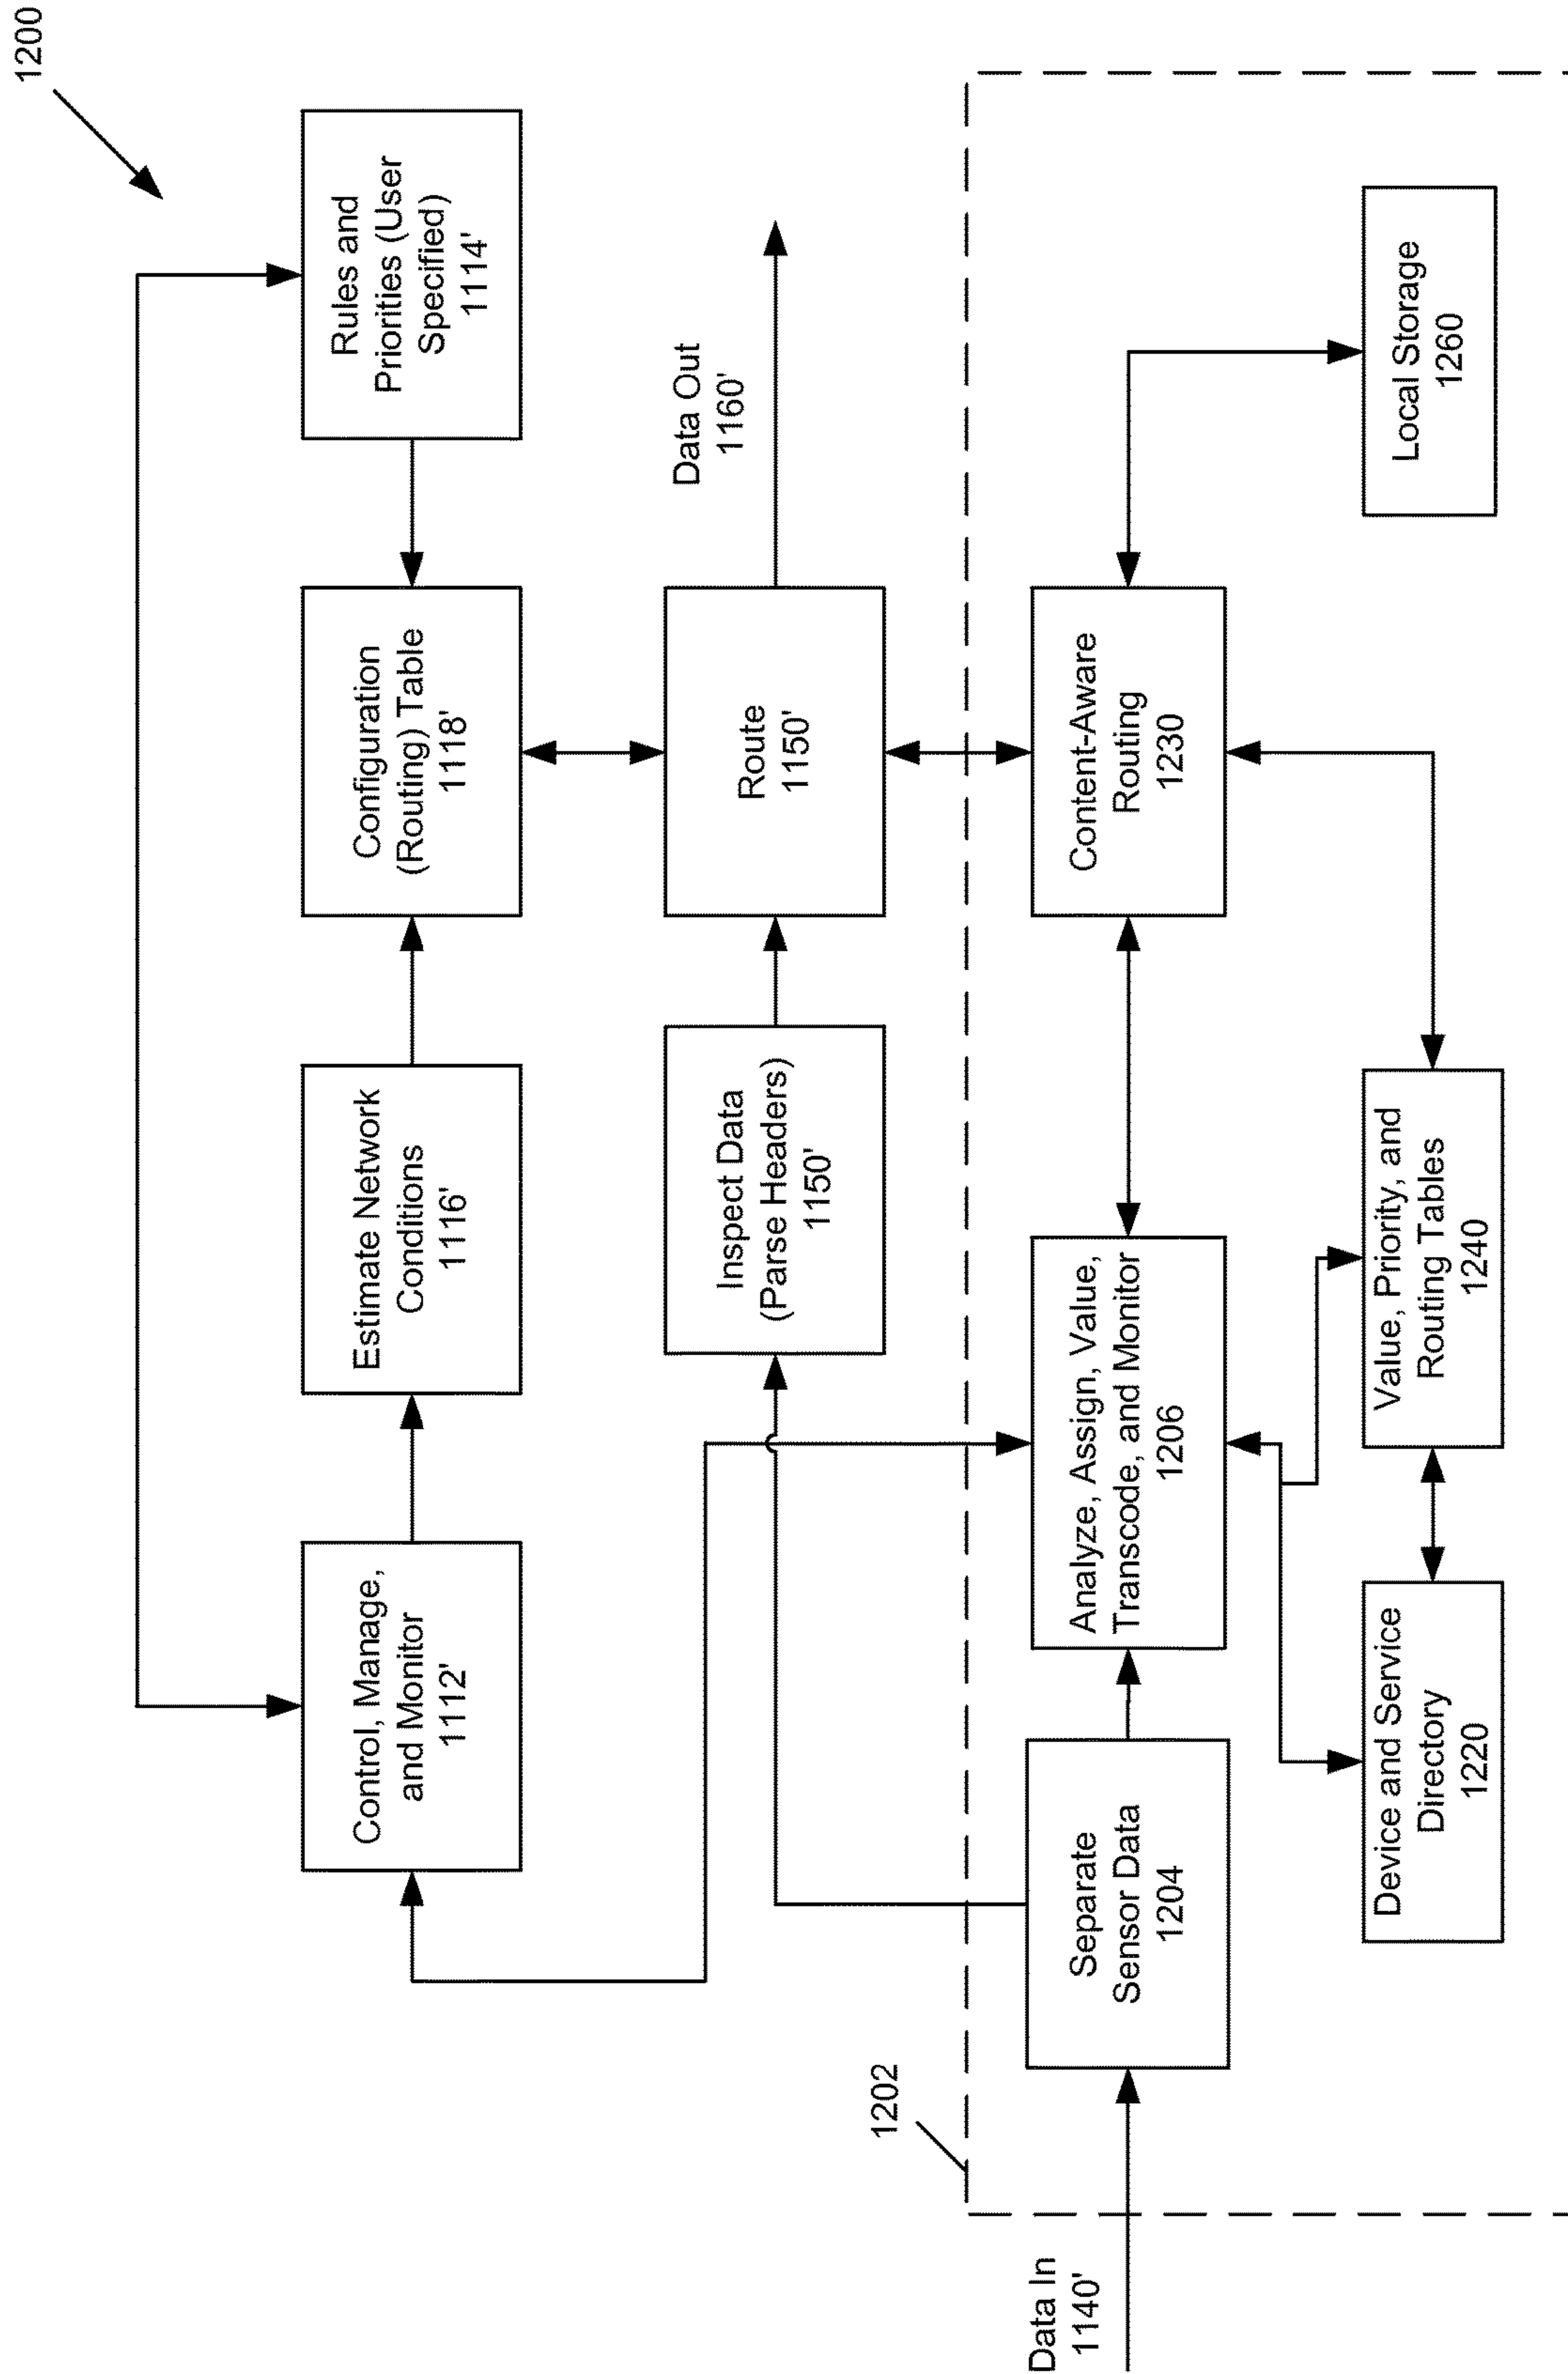 1200
Control, Manage,
and Monitor
1112'
Estimate Network
Conditions
1116'
Configuration
(Routing) Table
1118'
Rules and
Priorities (User
Specified)
1114'
Inspect Data
(Parse Headers)
1150'
Route
1150'
Data Out
1160'
1202
Data In
1140'
Separate
Sensor Data
1204
Analyze, Assign, Value,
Transcode, and Monitor
1206
Content-Aware
Routing
1230
Device and Service
Directory
1220
Value, Priority, and
Routing Tables
1240
Local Storage
1260